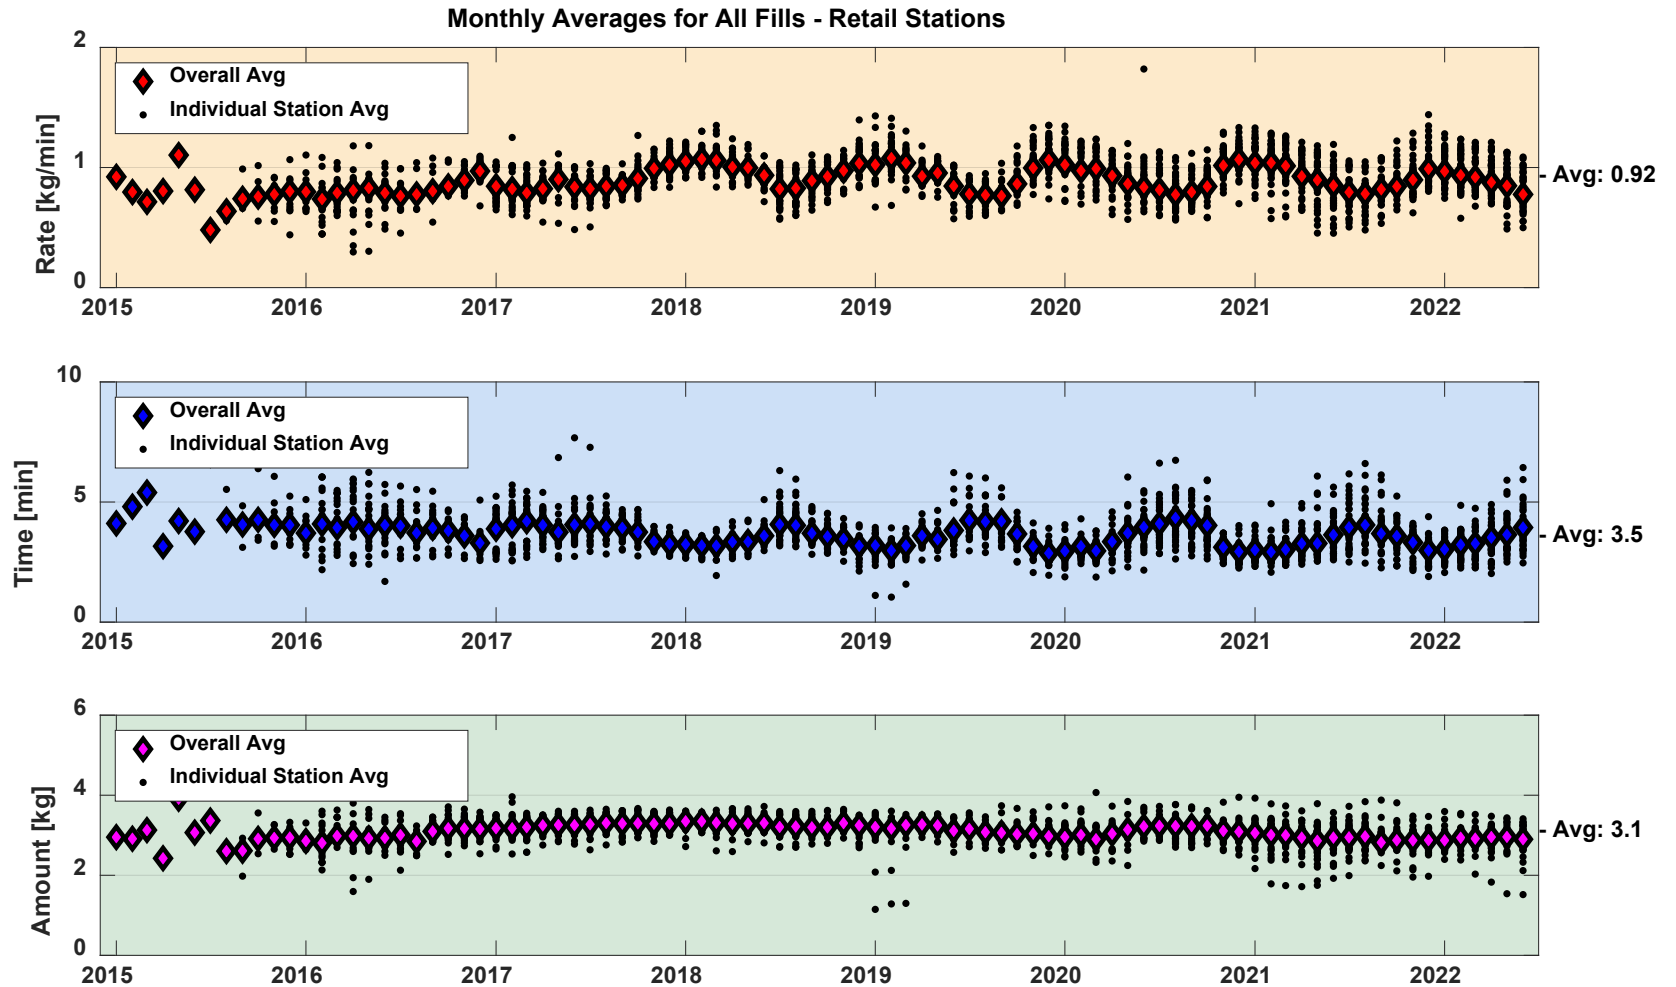 Monthly Averages for All Fills - Retail Stations
Rate [kg/min]
2
1
0
Overall Avg
Individual Station Avg
2015 2016 2017 2018 2019 2020 2021 2022
Avg: 0.92
Time [min]
10
5
0
Overall Avg
Individual Station Avg
2015 2016 2017 2018 2019 2020 2021 2022
Avg: 3.5
Amount [kg]
6
4
2
0
Overall Avg
Individual Station Avg
2015 2016 2017 2018 2019 2020 2021 2022
Avg: 3.1